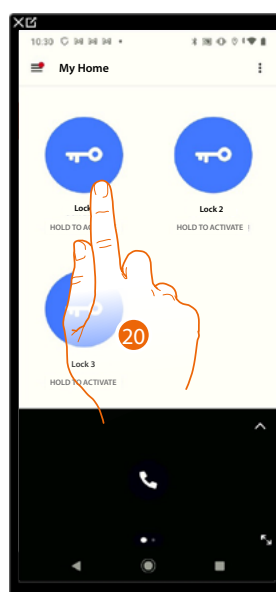 10:30
My Home
Lock
Lock 2
HOLD TO AC
HOLD TO ACTIVATE
20
Lock 3
HOLD TO ACTIVATE